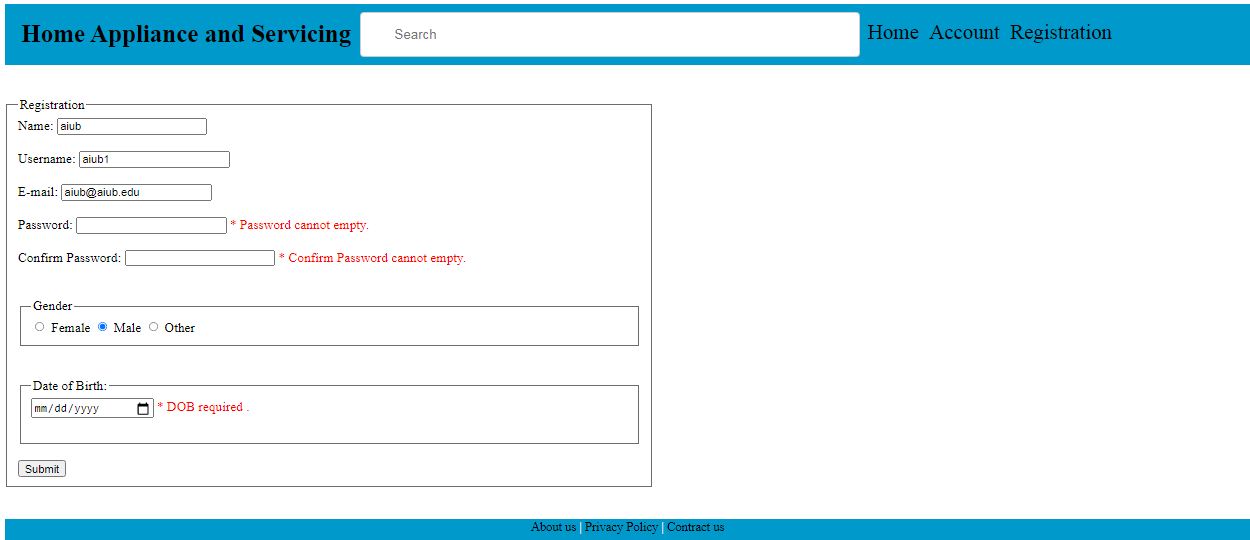 Home Appliance and Servicing Search Home Account Registration
Registration
Name: aiub
Username: aiub1
E-mail: aiub@aiub.edu
Password: * Password cannot empty.
Confirm Password: * Confirm Password cannot empty.
Gender
Female Male Other
Date of Birth:
mm/dd/yyyy * DOB required .
Submit
About us | Privacy Policy | Contract us